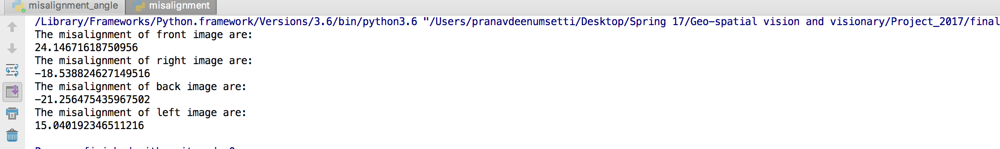 misalignment_angle misalignment
/Library/Frameworks/Python.framework/Versions/3.6/bin/python3.6 "/Users/pranavdeenumsetti/Desktop/Spring 17/Geo-spatial vision and visionary/Project_2017/final
The misalignment of front image are:
24.14671618750956
The misalignment of right image are:
-18.538824627149516
The misalignment of back image are:
-21.256475435967502
The misalignment of left image are:
15.040192346511216